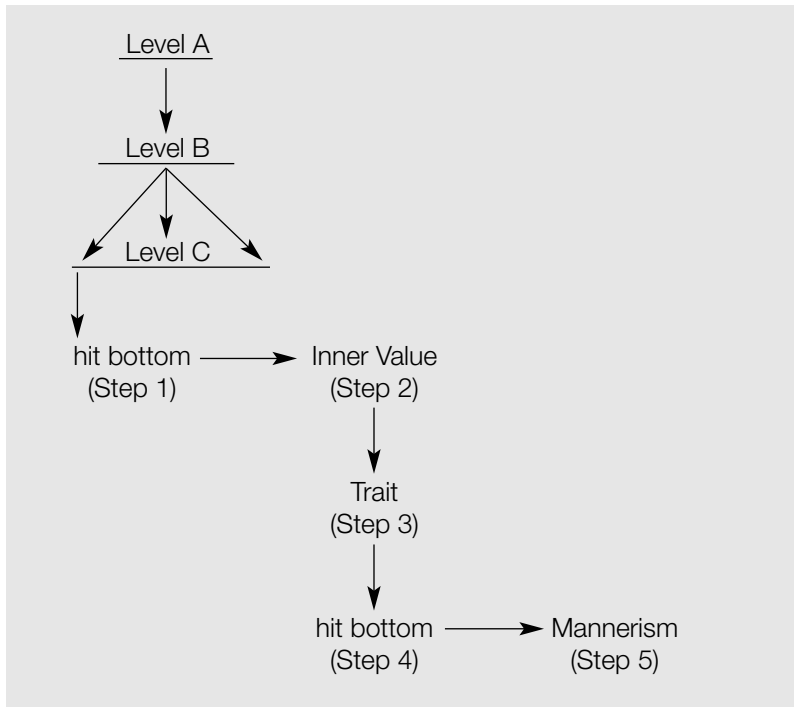 Level A
Level B
Level C
hit bottom
(Step 1)
Inner Value
(Step 2)
Trait
(Step 3)
hit bottom
(Step 4)
Mannerism
(Step 5)